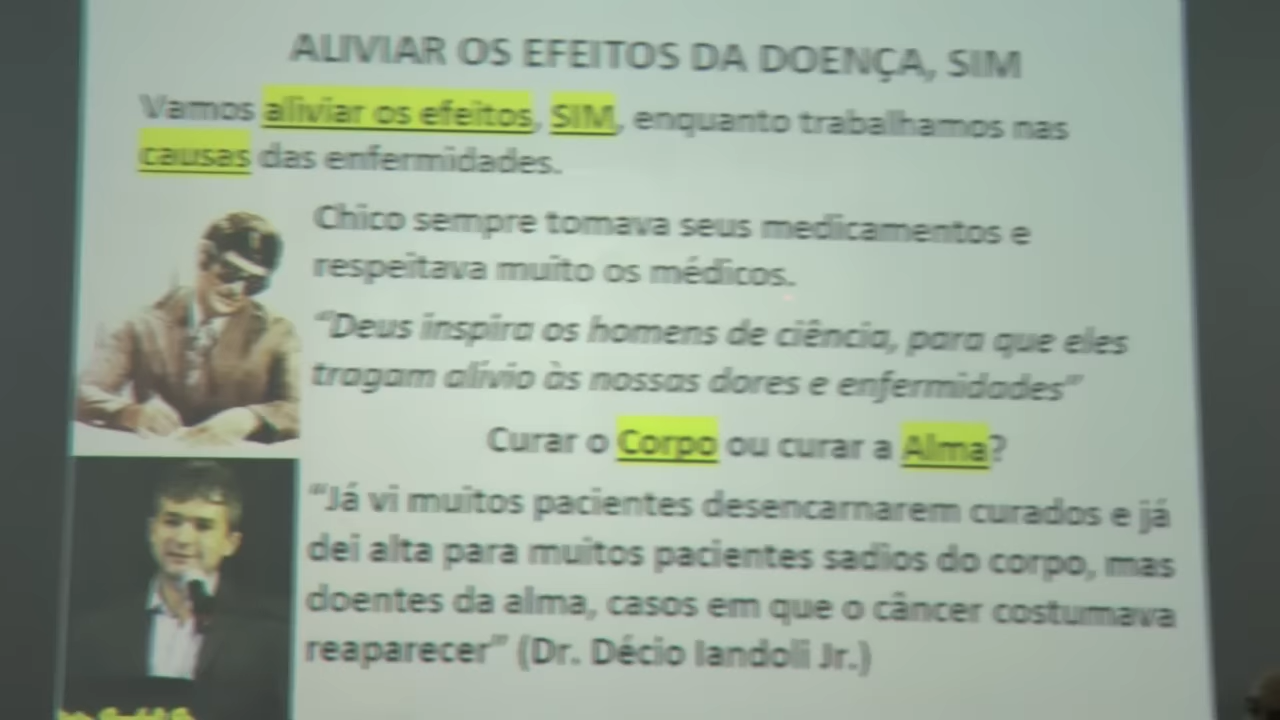 ALIVIAR OS EFEITOS DA DOENÇA, SIM
Vamos aliviar os efeitos, SIM, enquanto trabalhamos nas
causas das enfermidades.
Chico sempre tomava seus medicamentos e
respeitava muito os médicos.
"Deus inspira os homens de ciência, para que eles
tragam alívio às nossas dores e enfermidades"
Curar o Corpo ou curar a Alma?
"Já vi muitos pacientes desencarnarem curados e já
dei alta para muitos pacientes sadios do corpo, mas
doentes da alma, casos em que o câncer costumava
reaparecer" (Dr. Décio Iandoli Jr.)